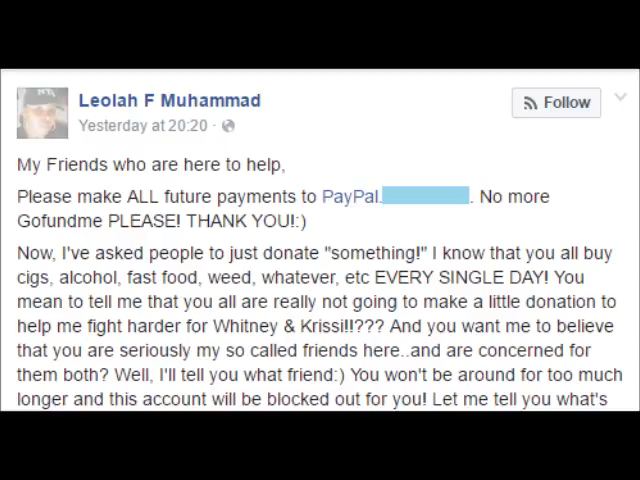 Leolah F Muhammad
Follow
Yesterday at 20:20 ·
My Friends who are here to help,
Please make ALL future payments to PayPal. . No more
Gofundme PLEASE! THANK YOU!:)
Now, I've asked people to just donate "something!" I know that you all buy
cigs, alcohol, fast food, weed, whatever, etc EVERY SINGLE DAY! You
mean to tell me that you all are really not going to make a little donation to
help me fight harder for Whitney & Krissi!!??? And you want me to believe
that you are seriously my so called friends here..and are concerned for
them both? Well, I'll tell you what friend:) You won't be around for too much
longer and this account will be blocked out for you! Let me tell you what's